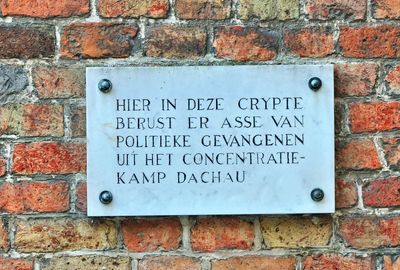 HIER IN DEZE CRYPTE
BERUST ER ASSE VAN
POLITIEKE GEVANGENEN
UIT HET CONCENTRATIE-
KAMP DACHAU